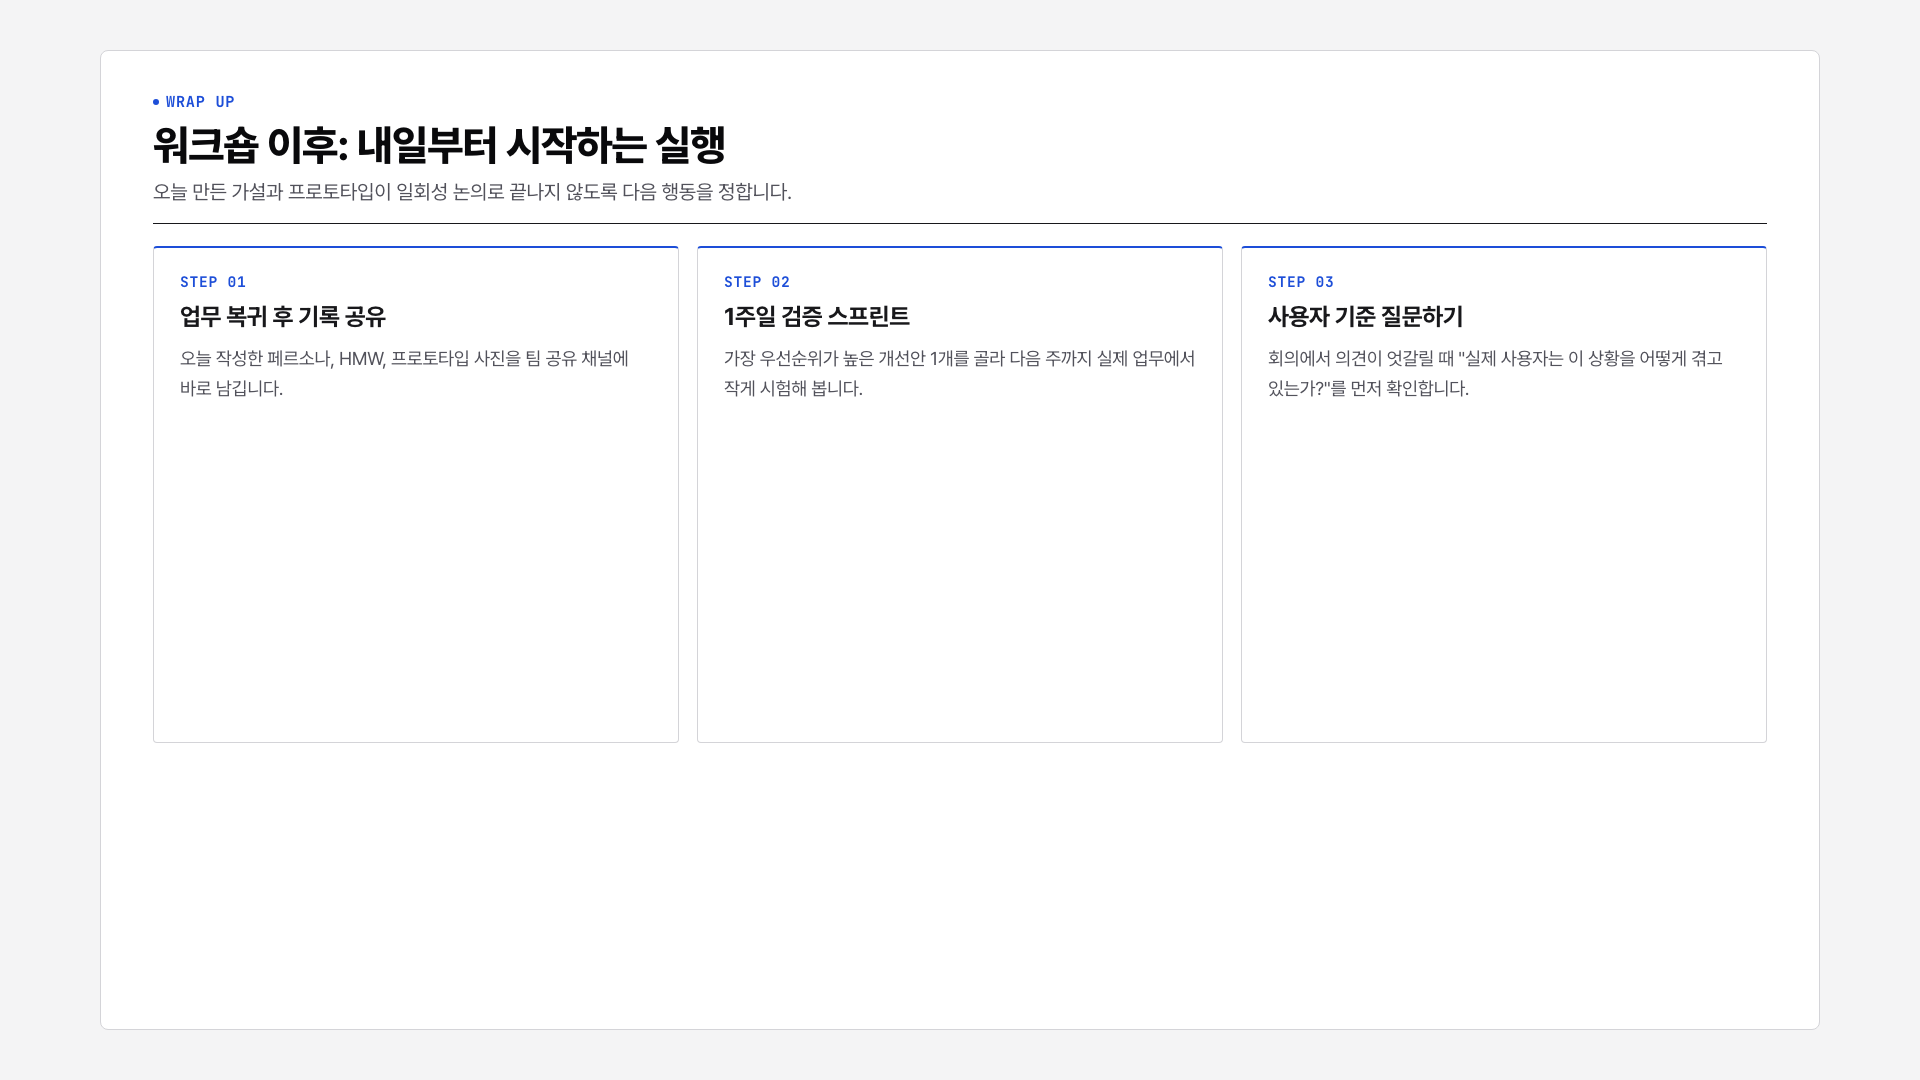 WRAP UP
워크숍 이후: 내일부터 시작하는 실행
오늘 만든 가설과 프로토타입이 일회성 논의로 끝나지 않도록 다음 행동을 정합니다.
STEP 01
업무 복귀 후 기록 공유
오늘 작성한 페르소나, HMW, 프로토타입 사진을 팀 공유 채널에
바로 남깁니다.
STEP 02
1주일 검증 스프린트
가장 우선순위가 높은 개선안 1개를 골라 다음 주까지 실제 업무에서
작게 시험해 봅니다.
STEP 03
사용자 기준 질문하기
회의에서 의견이 엇갈릴 때 "실제 사용자는 이 상황을 어떻게 겪고
있는가?"를 먼저 확인합니다.